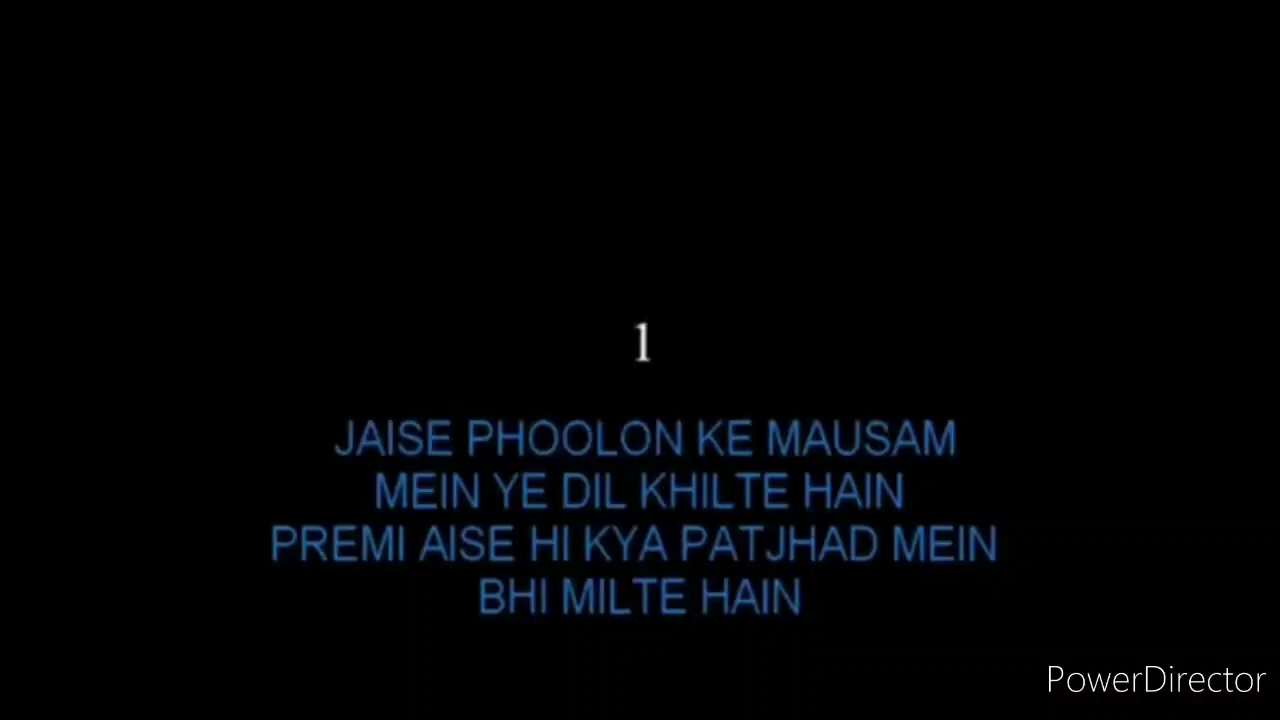 1
JAISE PHOOLON KE MAUSAM
MEIN YE DIL KHILTE HAIN
PREMI AISE HI KYA PATJHAD MEIN
BHI MILTE HAIN
PowerDirector